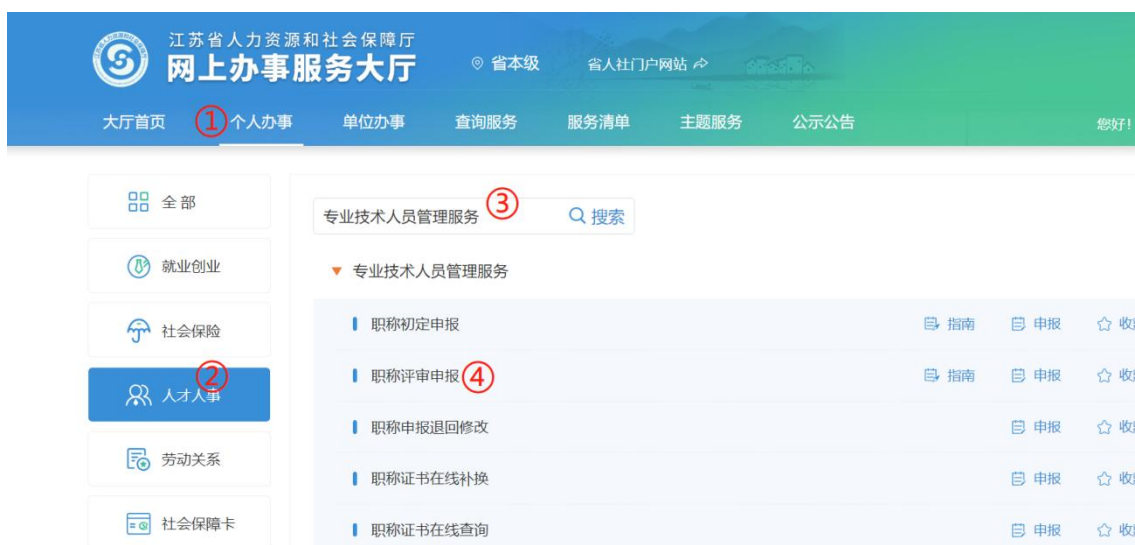 江苏省人力资源和社会保障厅
网上办事服务大厅
省本级
省人社门户网站
大厅首页 ① 个人办事 单位办事 查询服务 服务清单 主题服务 公示公告 您好!
全部
就业创业
社会保险
② 人才人事
劳动关系
社会保障卡
专业技术人员管理服务 ③ 搜索
专业技术人员管理服务
职称初定申报 指南 申报 收
职称评审申报 ④ 指南 申报 收
职称申报退回修改 申报 收
职称证书在线补换 申报 收
职称证书在线查询 申报 收